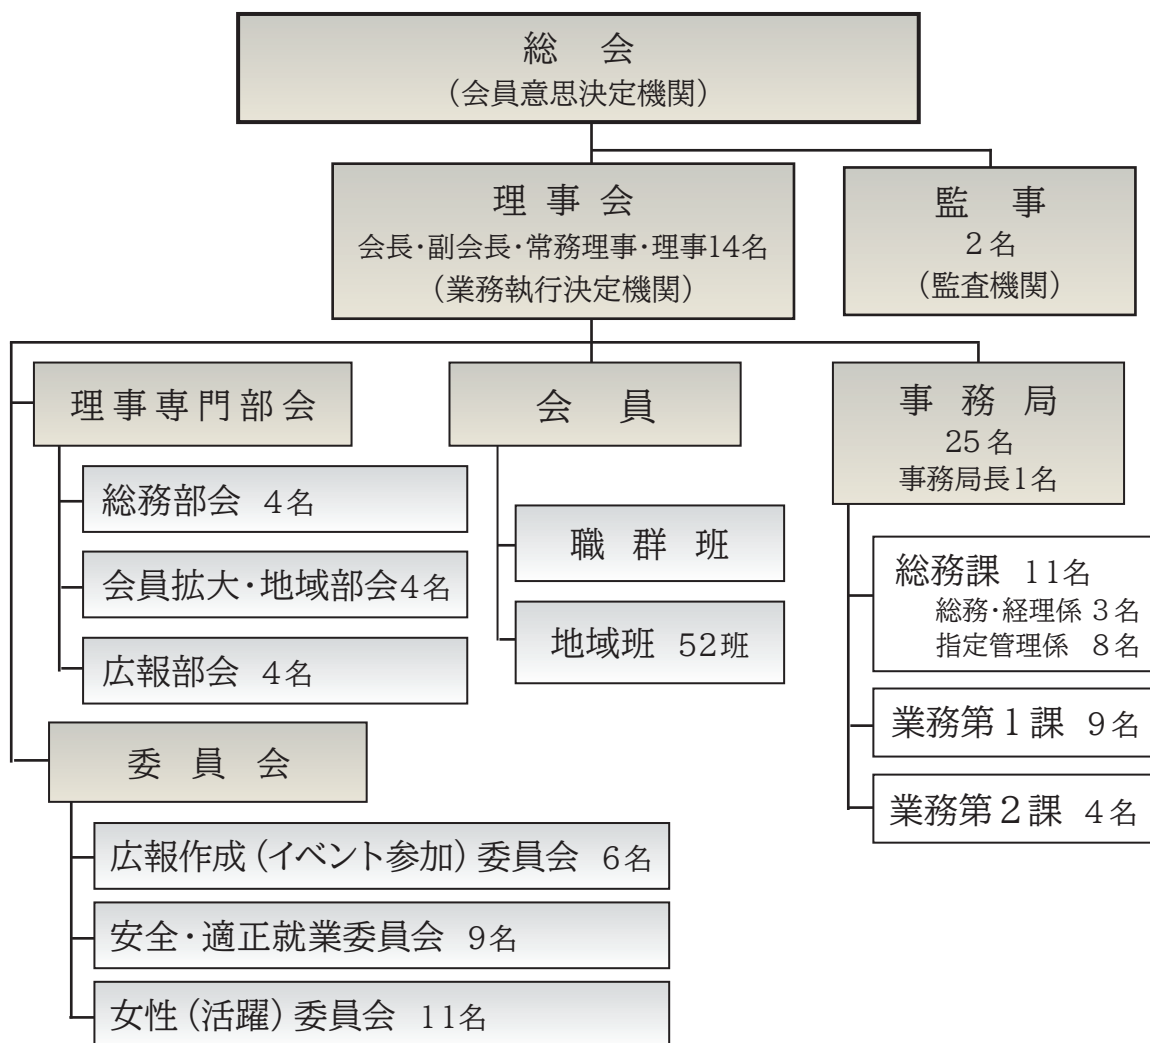 総会
(会員意思決定機関)
理事会
会長・副会長・常務理事・理事14名
(業務執行決定機関)
監事
2名
(監査機関)
理事専門部会
総務部会 4名
会員拡大・地域部会4名
広報部会 4名
委員会
広報作成(イベント参加)委員会 6名
安全・適正就業委員会 9名
女性(活躍)委員会 11名
会員
職群班
地域班 52班
事務局
25名
事務局長1名
総務課 11名
総務・経理係 3名
指定管理係 8名
業務第1課 9名
業務第2課 4名